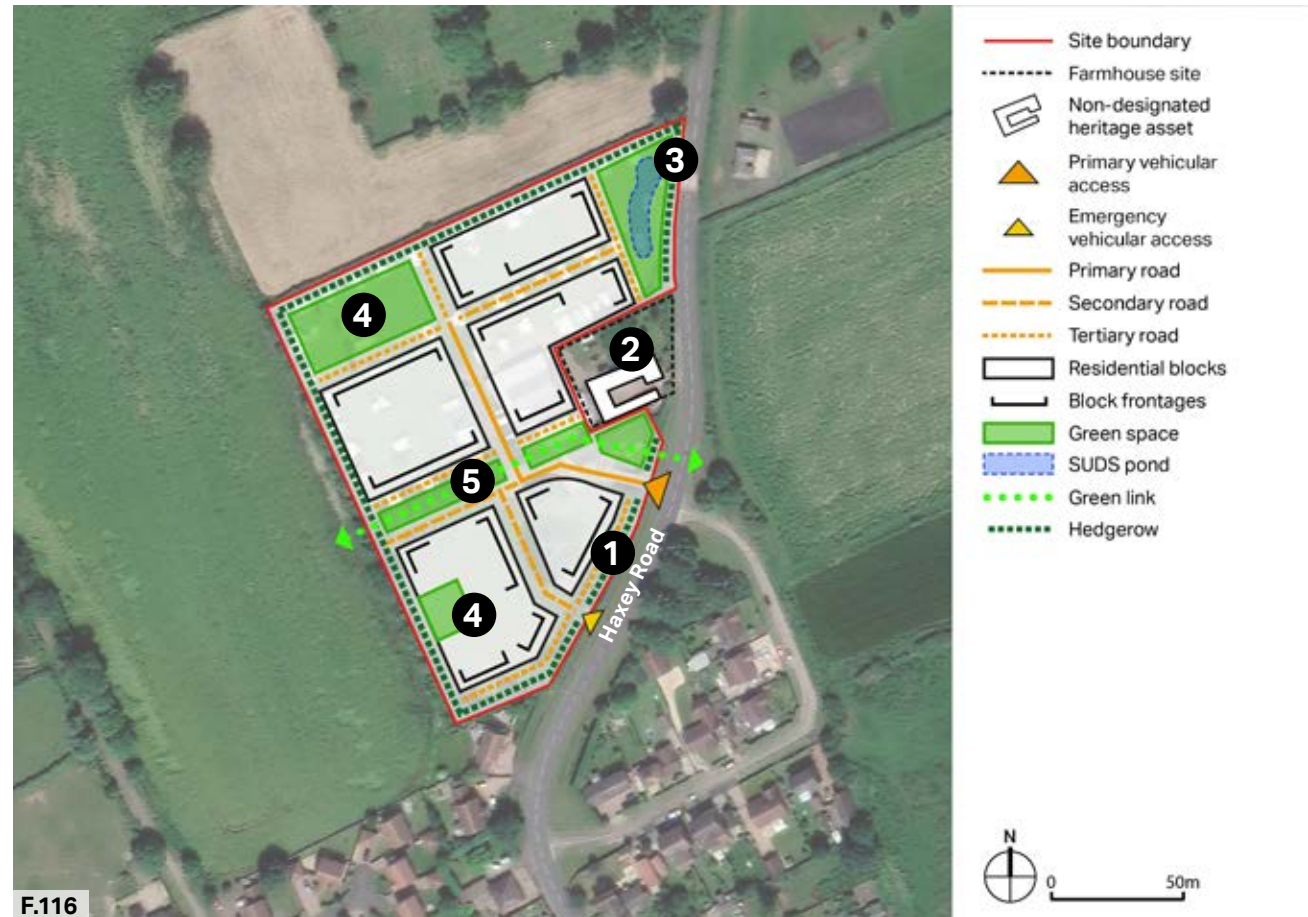 3
4
2
5
1
4
Haxey Road
F.116
Site boundary
Farmhouse site
Non-designated
heritage asset
Primary vehicular
access
Emergency
vehicular access
Primary road
Secondary road
Tertiary road
Residential blocks
Block frontages
Green space
SUDS pond
Green link
Hedgerow
N
0 50m